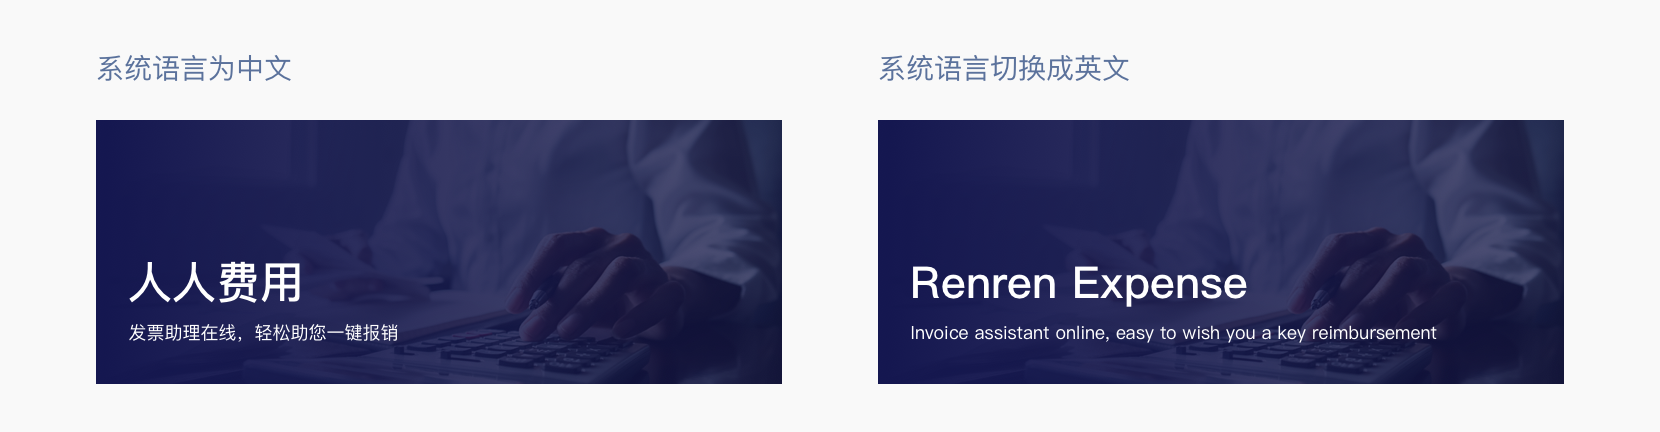 系统语言为中文
人人费用
发票助理在线，轻松助您一键报销
系统语言切换成英文
Renren Expense
Invoice assistant online, easy to wish you a key reimbursement